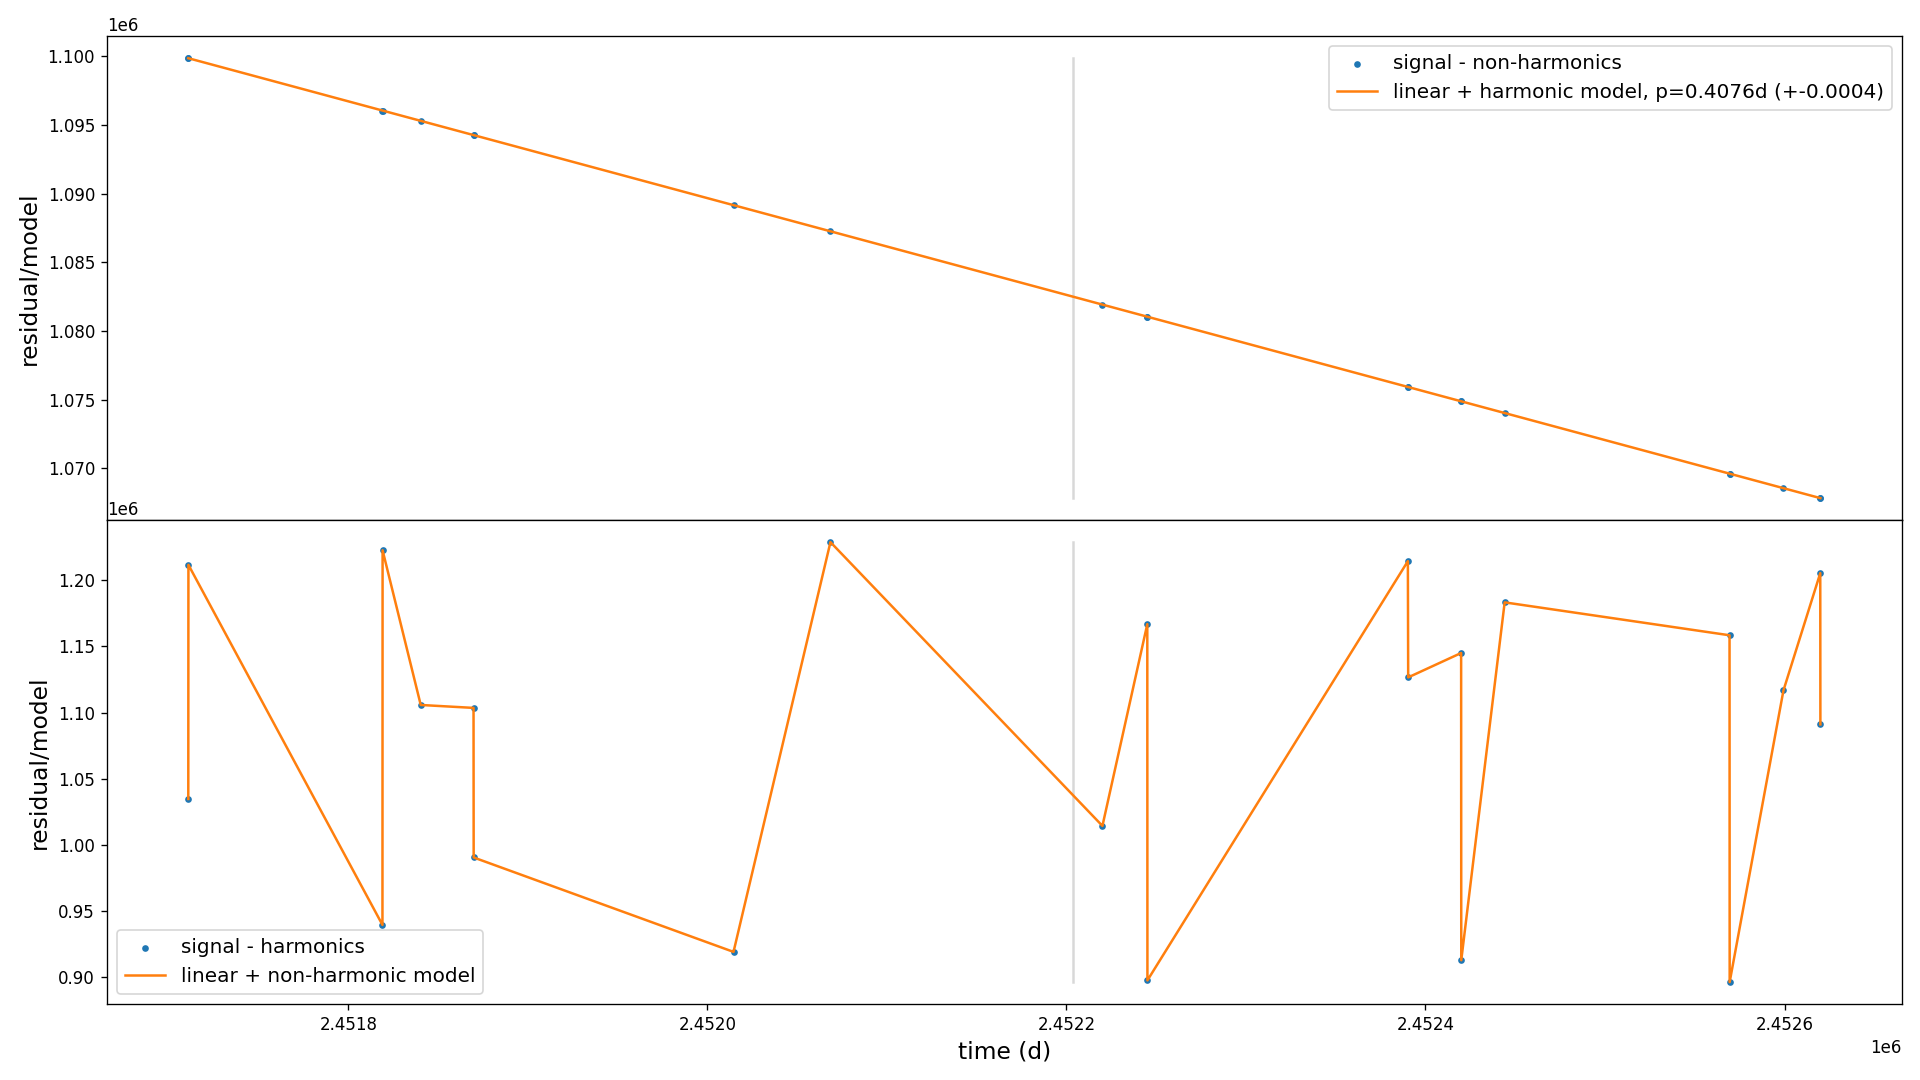 1e6
1.100
1.095
1.090
1.085
1.080
1.075
1.070
residual/model
signal - non-harmonics
linear + harmonic model, p=0.4076d (+-0.0004)
1e6
1.20
1.15
1.10
1.05
1.00
0.95
0.90
residual/model
signal - harmonics
linear + non-harmonic model
2.4518
2.4520
2.4522
2.4524
2.4526
1e6
time (d)